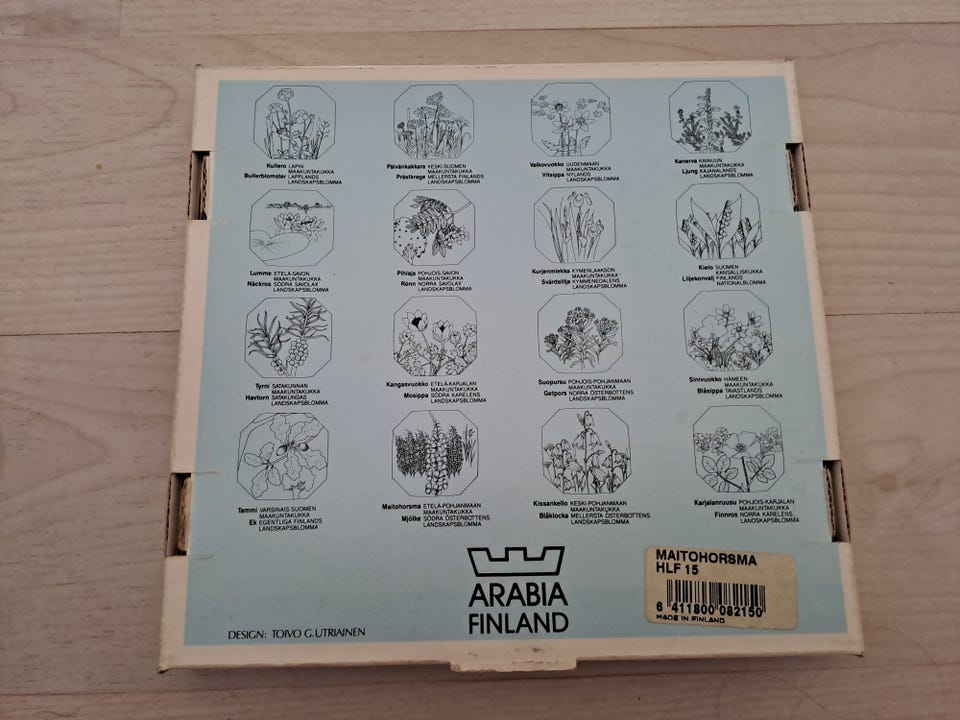 Kullero LAPIN
MAAKUNTAKUKKA
Bullerblomster LAPPLANDS
LANDSKAPSBLOMMA
Päivänkakkara KESKI-SUOMEN
MAAKUNTAKUKKA
Prästkrage MELLERSTA FINLANDS
LANDSKAPSBLOMMA
Valkovuokko UUDENMAAN
MAAKUNTAKUKKA
Vitsippa NYLANDS
LANDSKAPSBLOMMA
Kanerva KAINUUN
MAAKUNTAKUKKA
Ljung KAJANALANDS
LANDSKAPSBLOMMA
Lumme ETELÄ-SAVON
MAAKUNTAKUKKA
Näckros SÖDRA SAVOLAX
LANDSKAPSBLOMMA
Pihlaja POHJOIS-SAVON
MAAKUNTAKUKKA
Rönn NORRA SAVOLAX
LANDSKAPSBLOMMA
Kurjenmiekka KYMENLAAKSON
MAAKUNTAKUKKA
Svärdslilja KYMMENEDALENS
LANDSKAPSBLOMMA
Kielo SUOMEN
KANSALLISKUKKA
Liljekonvalj FINLANDS
NATIONALBLOMMA
Tyrni SATAKUNNAN
MAAKUNTAKUKKA
Havtorn SATAKUNDAS
LANDSKAPSBLOMMA
Kangasvuokko ETELÄ-KARJALAN
MAAKUNTAKUKKA
Mosippa SÖDRA KARELENS
LANDSKAPSBLOMMA
Suopursu POHJOIS-POHJANMAAN
MAAKUNTAKUKKA
Getpors NORRA ÖSTERBOTTENS
LANDSKAPSBLOMMA
Sinivuokko HÄMEEN
MAAKUNTAKUKKA
Blåsippa TAVASTLANDS
LANDSKAPSBLOMMA
Tammi VARSINAIS-SUOMEN
MAAKUNTAKUKKA
Ek EGENTLIGA FINLANDS
LANDSKAPSBLOMMA
Maitohorsma ETELÄ-POHJANMAAN
MAAKUNTAKUKKA
Mjölke SÖDRA ÖSTERBOTTENS
LANDSKAPSBLOMMA
Kissankello KESKI-POHJANMAAN
MAAKUNTAKUKKA
Blåklocka MELLERSTA ÖSTERBOTTENS
LANDSKAPSBLOMMA
Karjalanruusu POHJOIS-KARJALAN
MAAKUNTAKUKKA
Finnros NORRA KARELENS
LANDSKAPSBLOMMA
ARABIA
FINLAND
DESIGN: TOIVO G.UTRIAINEN
MAITOHORSMA
HLF 15
6 411800 082150
MADE IN FINLAND